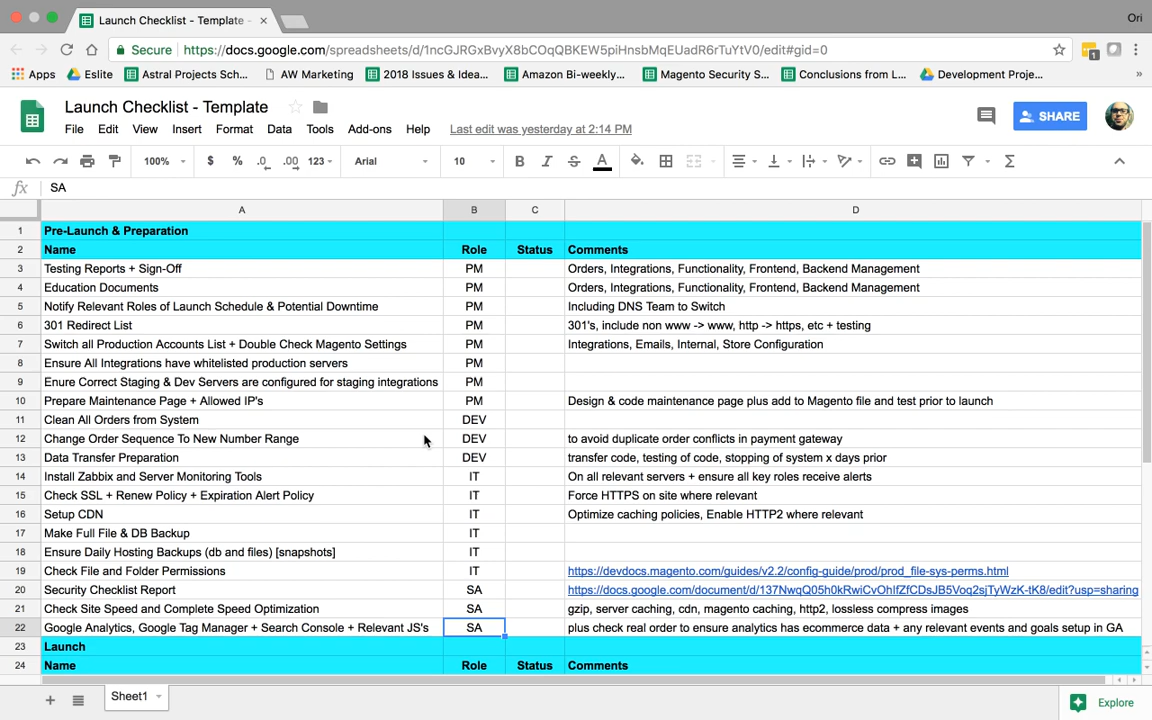 Launch Checklist - Template
Ori
Secure https://docs.google.com/spreadsheets/d/1ncGJRGxBvyX8bCOqQBKEW5piHnsbMqEUadR6rTuYtV0/edit#gid=0
Apps Eslite Astral Projects Sch... AW Marketing 2018 Issues & Idea... Amazon Bi-weekly... Magento Security S... Conclusions from L... Development Proje... »
Launch Checklist - Template
SHARE
File Edit View Insert Format Data Tools Add-ons Help Last edit was yesterday at 2:14 PM
100% $ % .0 .00 123 Arial 10 B I S A
fx SA
A B C D
1 Pre-Launch & Preparation
2 Name Role Status Comments
3 Testing Reports + Sign-Off PM Orders, Integrations, Functionality, Frontend, Backend Management
4 Education Documents PM Orders, Integrations, Functionality, Frontend, Backend Management
5 Notify Relevant Roles of Launch Schedule & Potential Downtime PM Including DNS Team to Switch
6 301 Redirect List PM 301's, include non www -> www, http -> https, etc + testing
7 Switch all Production Accounts List + Double Check Magento Settings PM Integrations, Emails, Internal, Store Configuration
8 Ensure All Integrations have whitelisted production servers PM
9 Enure Correct Staging & Dev Servers are configured for staging integrations PM
10 Prepare Maintenance Page + Allowed IP's PM Design & code maintenance page plus add to Magento file and test prior to launch
11 Clean All Orders from System DEV
12 Change Order Sequence To New Number Range DEV to avoid duplicate order conflicts in payment gateway
13 Data Transfer Preparation DEV transfer code, testing of code, stopping of system x days prior
14 Install Zabbix and Server Monitoring Tools IT On all relevant servers + ensure all key roles receive alerts
15 Check SSL + Renew Policy + Expiration Alert Policy IT Force HTTPS on site where relevant
16 Setup CDN IT Optimize caching policies, Enable HTTP2 where relevant
17 Make Full File & DB Backup IT
18 Ensure Daily Hosting Backups (db and files) [snapshots] IT
19 Check File and Folder Permissions IT https://devdocs.magento.com/guides/v2.2/config-guide/prod/prod_file-sys-perms.html
20 Security Checklist Report SA https://docs.google.com/document/d/137NwqQ05h0kRwiCvOhIfZfCDsJB5Voq2sjTyWzK-tK8/edit?usp=sharing
21 Check Site Speed and Complete Speed Optimization SA gzip, server caching, cdn, magento caching, http2, lossless compress images
22 Google Analytics, Google Tag Manager + Search Console + Relevant JS's SA plus check real order to ensure analytics has ecommerce data + any relevant events and goals setup in GA
23 Launch
24 Name Role Status Comments
Sheet1
Explore